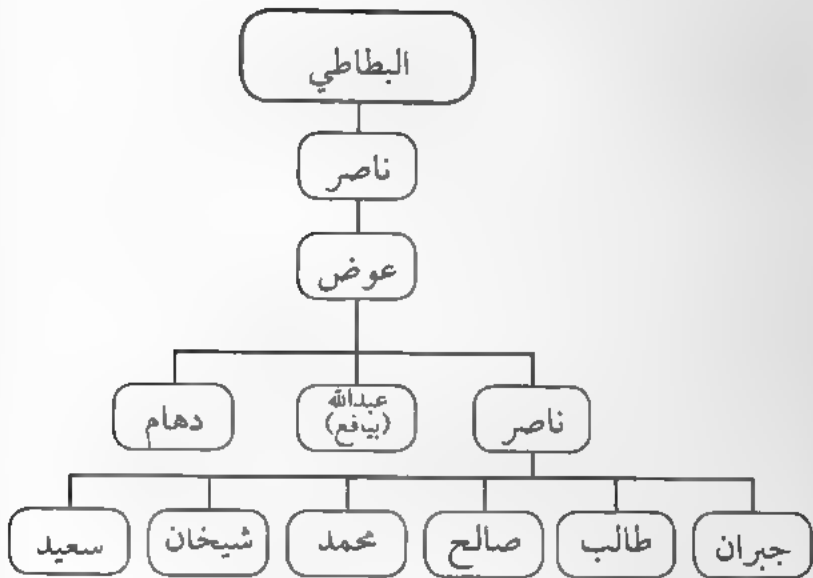 البطاطي
ناصر
عوض
ناصر
عبدالله
(بيدفع)
دهام
جبران
طالب
صالح
محمد
شيخان
سعيد